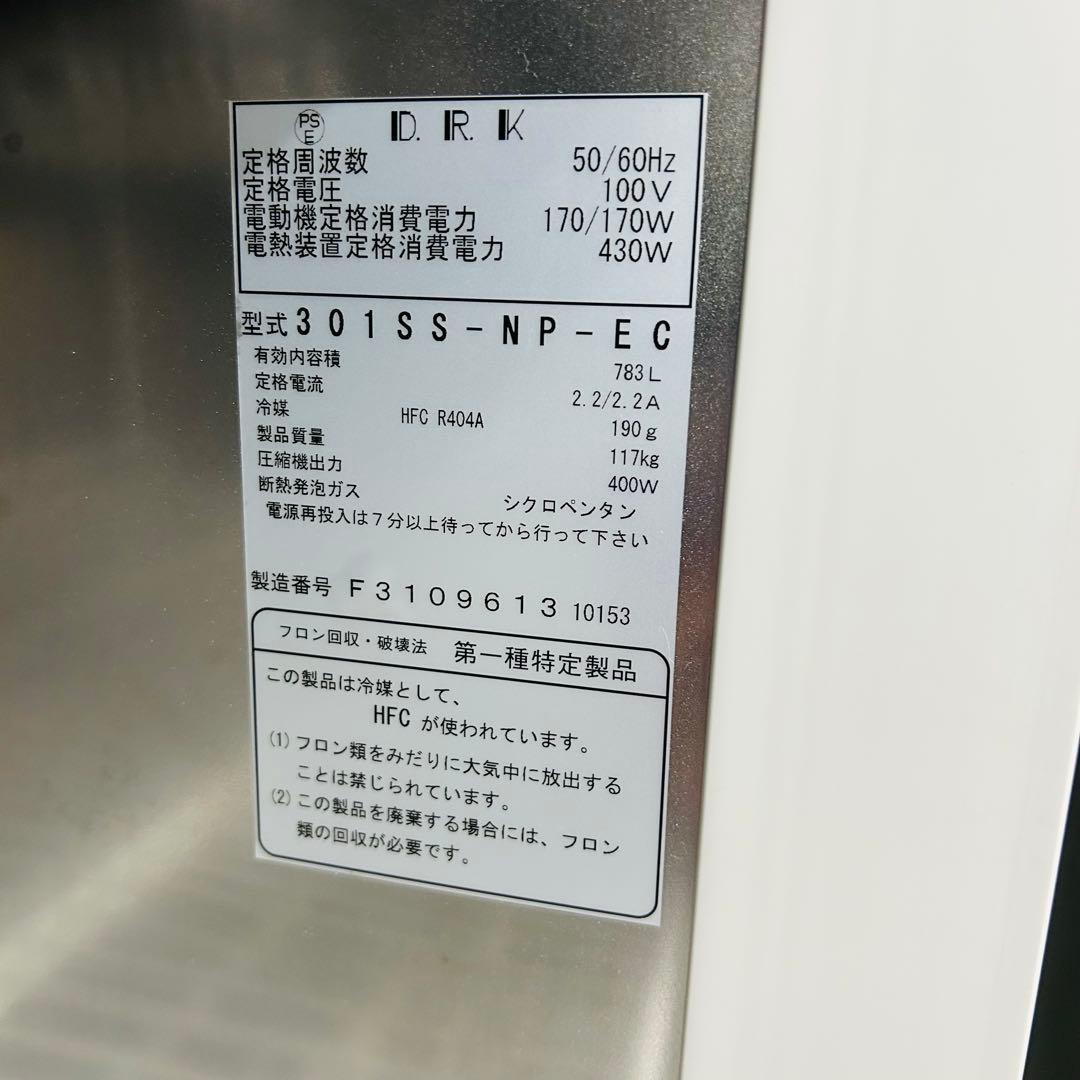 PSE D.R.K
定格周波数 50/60Hz
定格電圧 100V
電動機定格消費電力 170/170W
電熱装置定格消費電力 430W
型式 301SS-NP-EC
有効内容積 783L
定格電流 2.2/2.2A
冷媒 HFC R404A 190g
製品質量 117kg
圧縮機出力 400W
断熱発泡ガス シクロペンタン
電源再投入は7分以上待ってから行って下さい
製造番号 F3109613 10153
フロン回収・破壊法 第一種特定製品
この製品は冷媒として、
HFC が使われています。
(1) フロン類をみだりに大気中に放出する
ことは禁じられています。
(2) この製品を廃棄する場合には、フロン
類の回収が必要です。